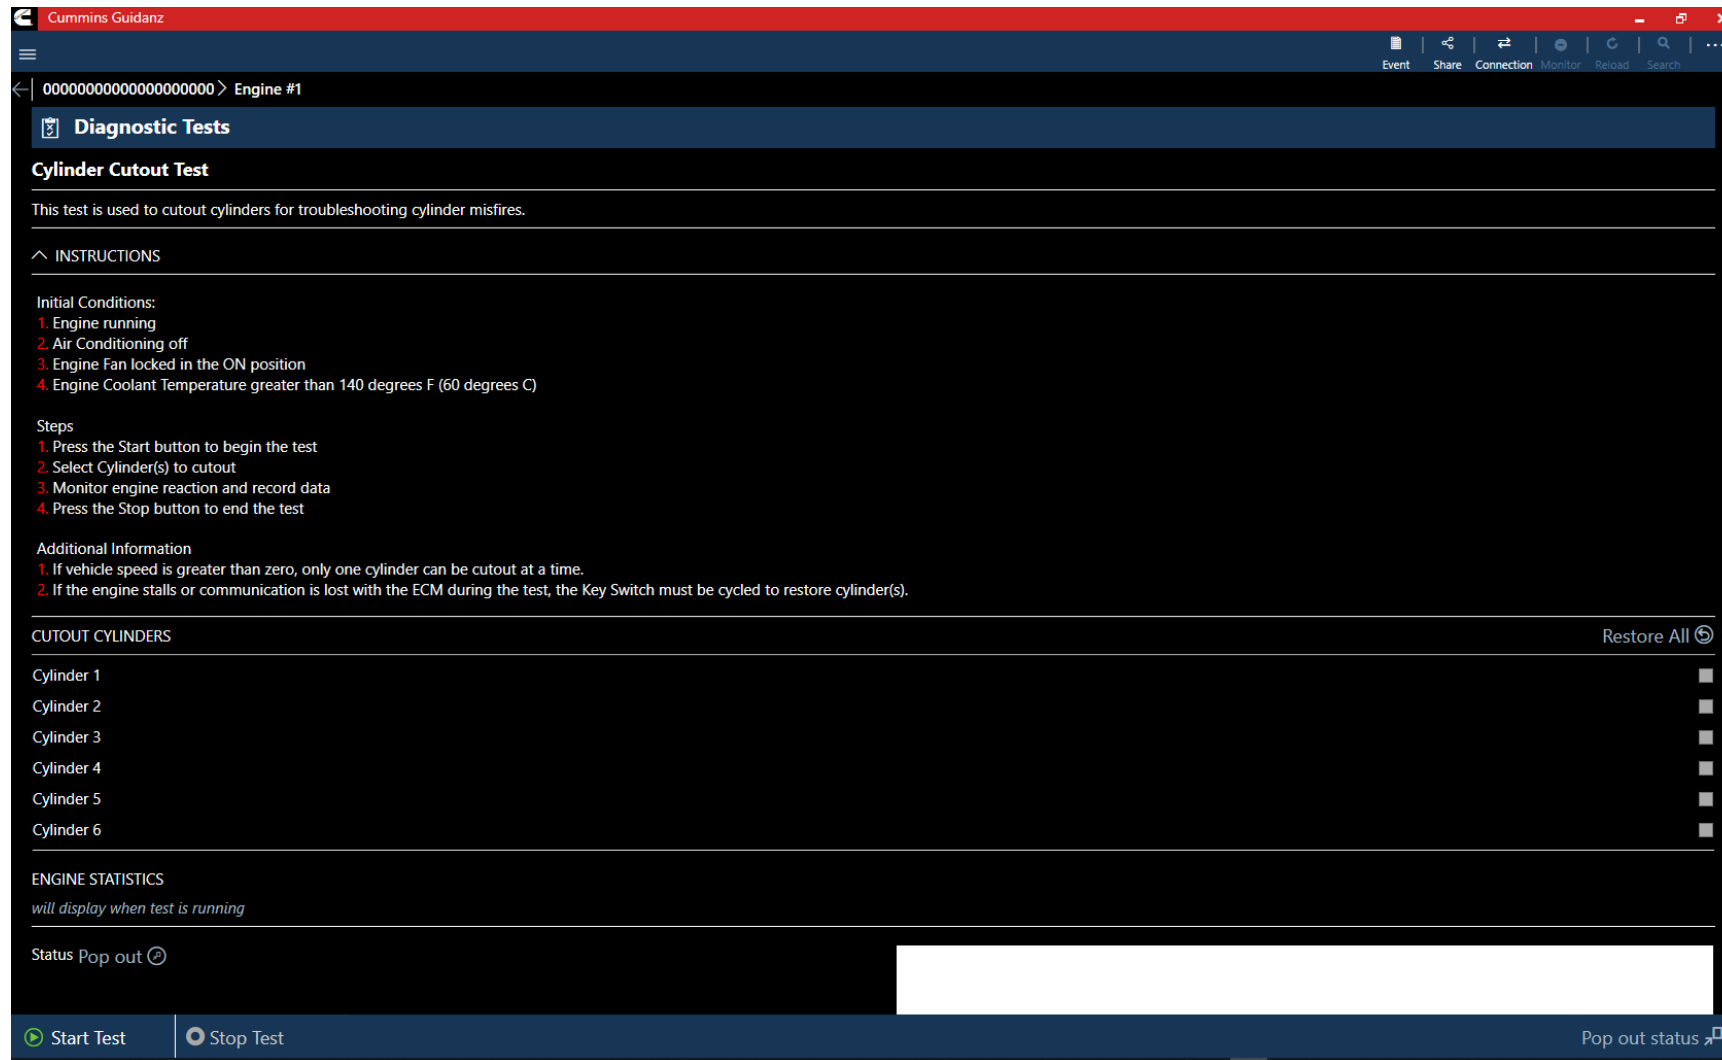 Cummins Guidanz
Event Share Connection Monitor Reload Search
00000000000000000000 > Engine #1
Diagnostic Tests
Cylinder Cutout Test
This test is used to cutout cylinders for troubleshooting cylinder misfires.
INSTRUCTIONS
Initial Conditions:
1. Engine running
2. Air Conditioning off
3. Engine Fan locked in the ON position
4. Engine Coolant Temperature greater than 140 degrees F (60 degrees C)
Steps
1. Press the Start button to begin the test
2. Select Cylinder(s) to cutout
3. Monitor engine reaction and record data
4. Press the Stop button to end the test
Additional Information
1. If vehicle speed is greater than zero, only one cylinder can be cutout at a time.
2. If the engine stalls or communication is lost with the ECM during the test, the Key Switch must be cycled to restore cylinder(s).
CUTOUT CYLINDERS Restore All
Cylinder 1
Cylinder 2
Cylinder 3
Cylinder 4
Cylinder 5
Cylinder 6
ENGINE STATISTICS
will display when test is running
Status Pop out
Start Test Stop Test Pop out status